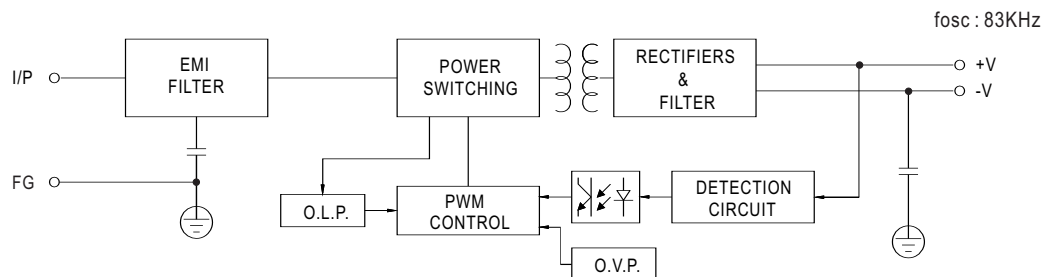 fosc : 83KHz
I/P
EMI
FILTER
POWER
SWITCHING
RECTIFIERS
&
FILTER
+V
-V
FG
O.L.P.
PWM
CONTROL
DETECTION
CIRCUIT
O.V.P.